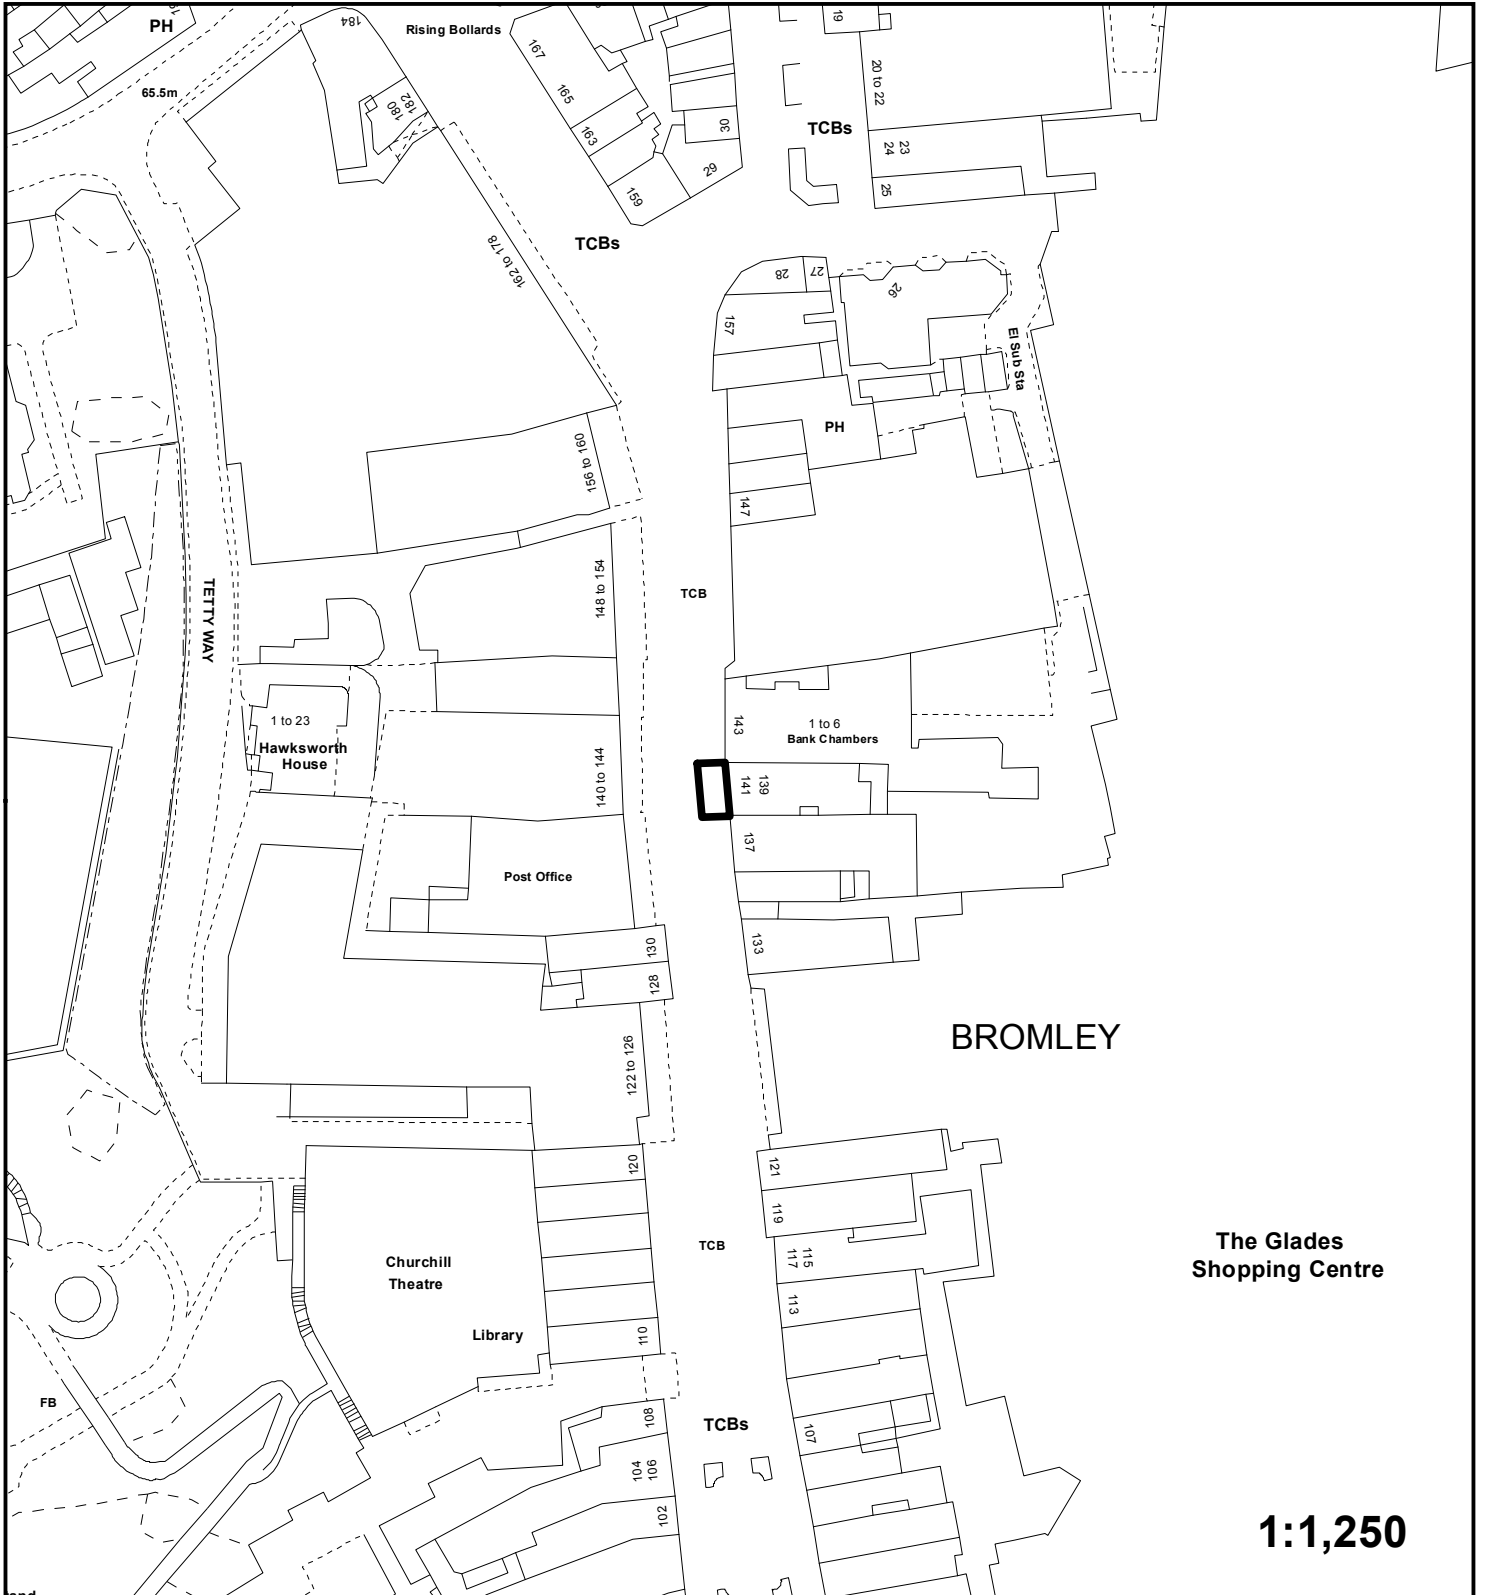 PH
184
Rising Bollards
167
19
65.5m
180
182
165
20 to 22
163
30
TCBs
24
23
29
159
25
162 to 178
TCBs
28
27
26
157
El Sub Sta
PH
156 to 160
147
TETTY WAY
148 to 154
TCB
1 to 23
Hawksworth
House
143
1 to 6
Bank Chambers
140 to 144
141
139
137
Post Office
130
133
128
BROMLEY
122 to 126
120
121
119
Churchill
Theatre
TCB
117
115
The Glades
Shopping Centre
113
Library
110
FB
108
TCBs
107
104
106
102
1:1,250